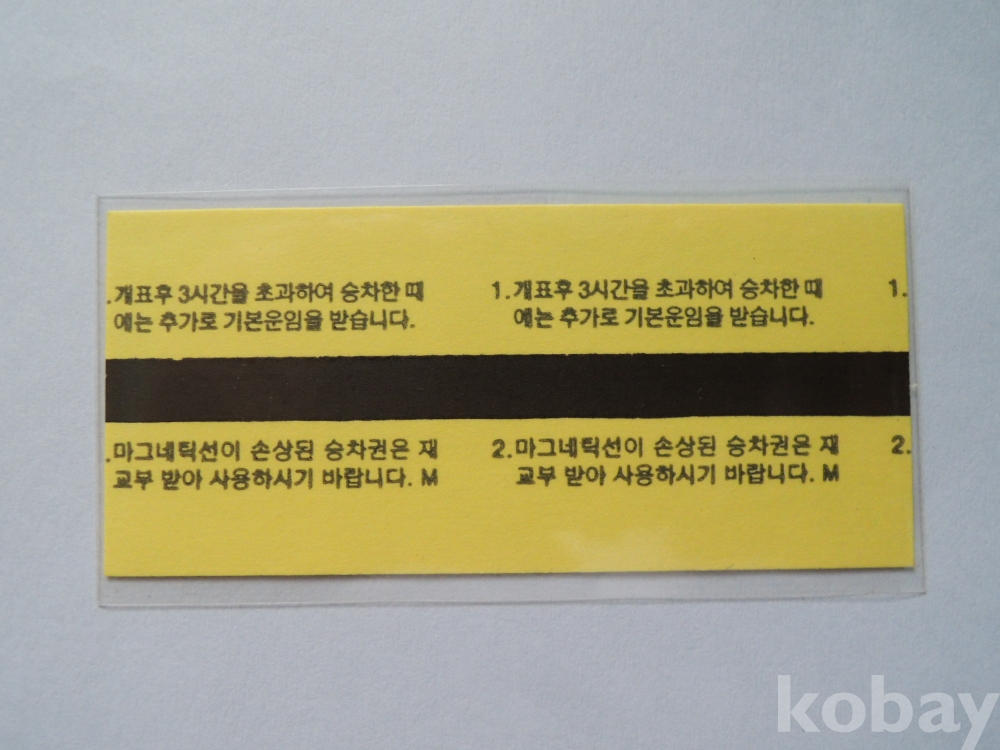 .개표후 3시간을 초과하여 승차한 때 1.개표후 3시간을 초과하여 승차한 때 1.
에는 추가로 기본운임을 받습니다. 에는 추가로 기본운임을 받습니다.
.마그네틱선이 손상된 승차권은 재 2.마그네틱선이 손상된 승차권은 재 2.
교부 받아 사용하시기 바랍니다. M 교부 받아 사용하시기 바랍니다. M
kobay